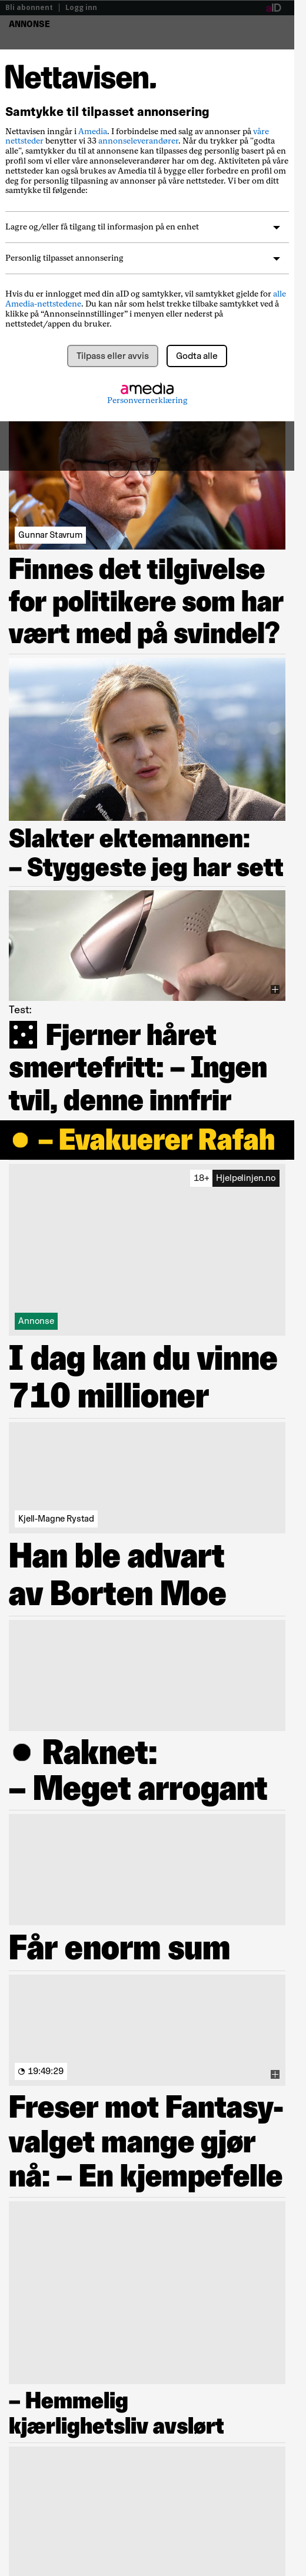 Bli abonnent | Logg inn
aID
ANNONSE
Nettavisen.
Samtykke til tilpasset annonsering
Nettavisen inngår i Amedia. I forbindelse med salg av annonser på våre
nettsteder benytter vi 33 annonseleverandører. Når du trykker på "godta
alle", samtykker du til at annonsene kan tilpasses deg personlig basert på en
profil som vi eller våre annonseleverandører har om deg. Aktiviteten på våre
nettsteder kan også brukes av Amedia til å bygge eller forbedre en profil om
deg for personlig tilpasning av annonser på våre nettsteder. Vi ber om ditt
samtykke til følgende:
Lagre og/eller få tilgang til informasjon på en enhet
Personlig tilpasset annonsering
Hvis du er innlogget med din aID og samtykker, vil samtykket gjelde for alle
Amedia-nettstedene. Du kan når som helst trekke tilbake samtykket ved å
klikke på “Annonseinnstillinger” i menyen eller nederst på
nettstedet/appen du bruker.
Tilpass eller avvis
Godta alle
amedia
Personvernerklæring
Gunnar Stavrum
Finnes det tilgivelse
for politikere som har
vært med på svindel?
Nettavisen
Slakter ektemannen:
– Styggeste jeg har sett
Test:
Fjerner håret
smertefritt: – Ingen
tvil, denne innfrir
– Evakuerer Rafah
18+ Hjelpelinjen.no
Annonse
I dag kan du vinne
710 millioner
Kjell-Magne Rystad
Han ble advart
av Borten Moe
Raknet:
– Meget arrogant
Får enorm sum
19:49:29
Freser mot Fantasy-
valget mange gjør
nå: – En kjempefelle
– Hemmelig
kjærlighetsliv avslørt